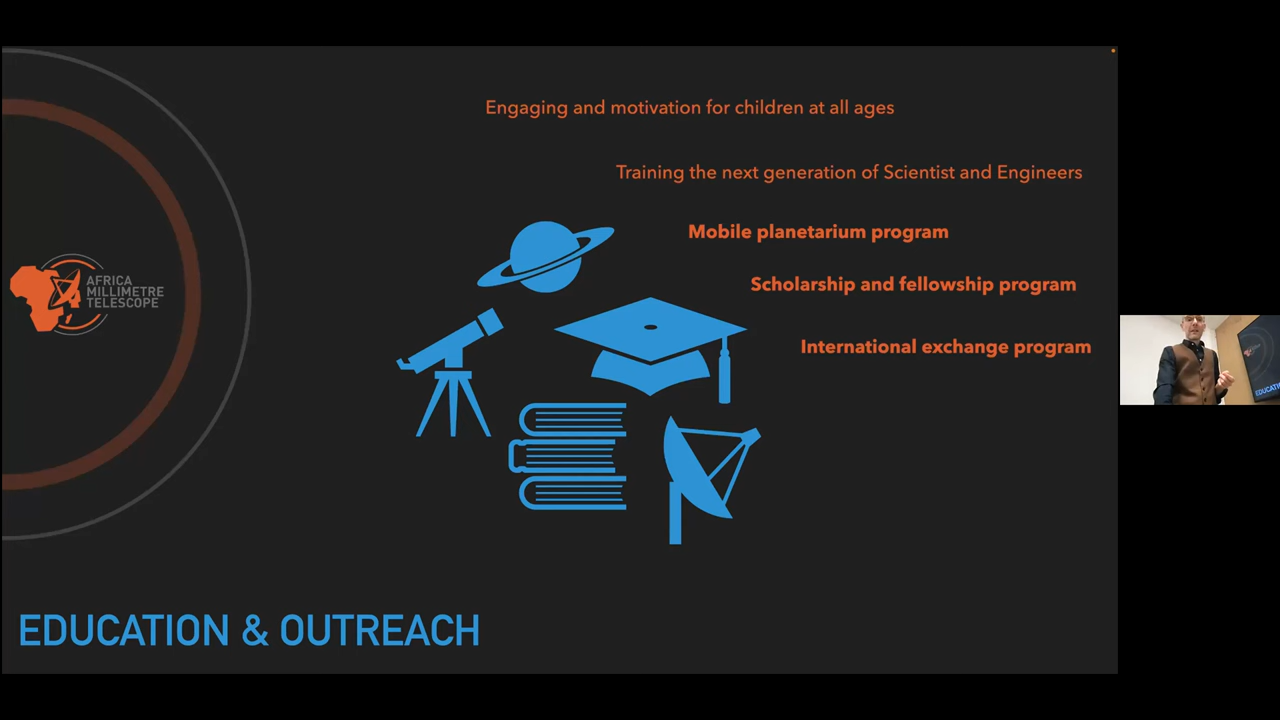 Engaging and motivation for children at all ages
Training the next generation of Scientist and Engineers
Mobile planetarium program
Scholarship and fellowship program
International exchange program
AFRICA
MILLIMETRE
TELESCOPE
EDUCATION & OUTREACH